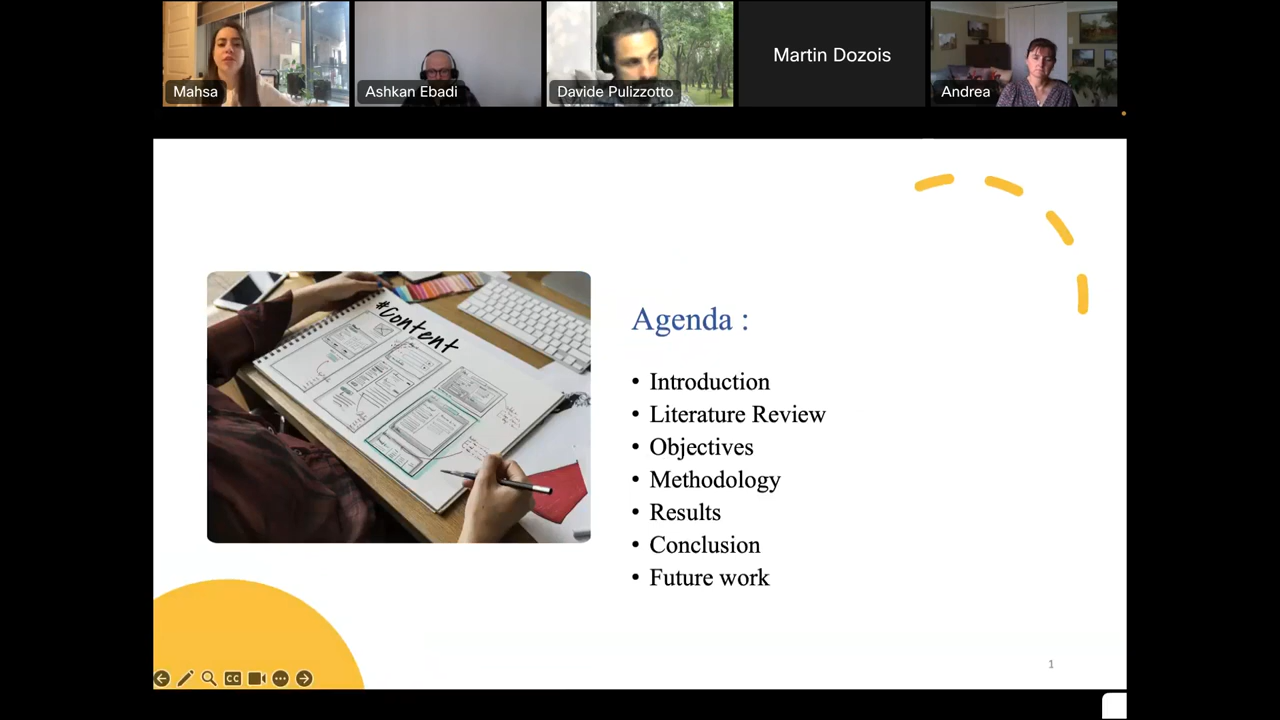 Mahsa
Ashkan Ebadi
Davide Pulizzotto
Martin Dozois
Andrea
#Content
Agenda :
• Introduction
• Literature Review
• Objectives
• Methodology
• Results
• Conclusion
• Future work
CC
1